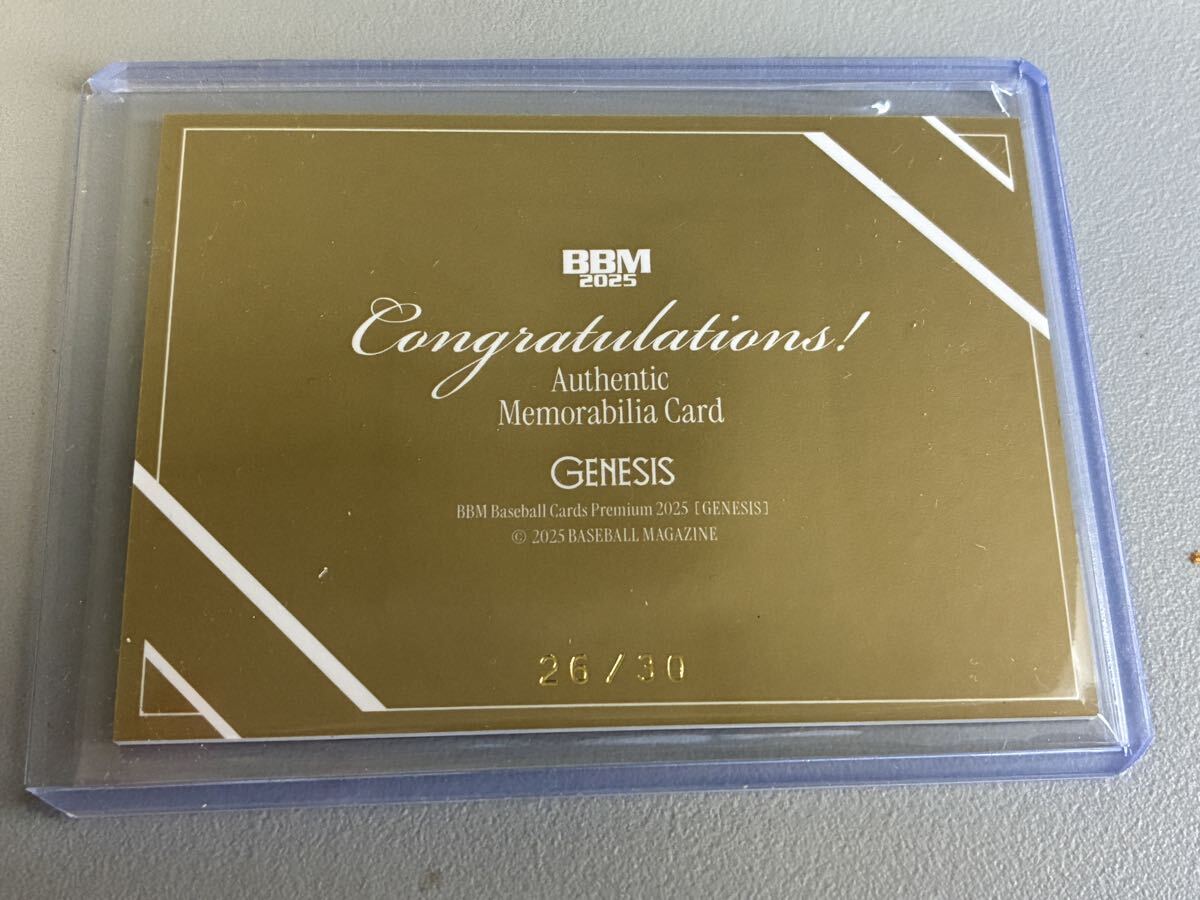 BBM
2025
Congratulations!
Authentic
Memorabilia Card
GENESIS
BBM Baseball Cards Premium 2025 [GENESIS]
© 2025 BASEBALL MAGAZINE
26/30